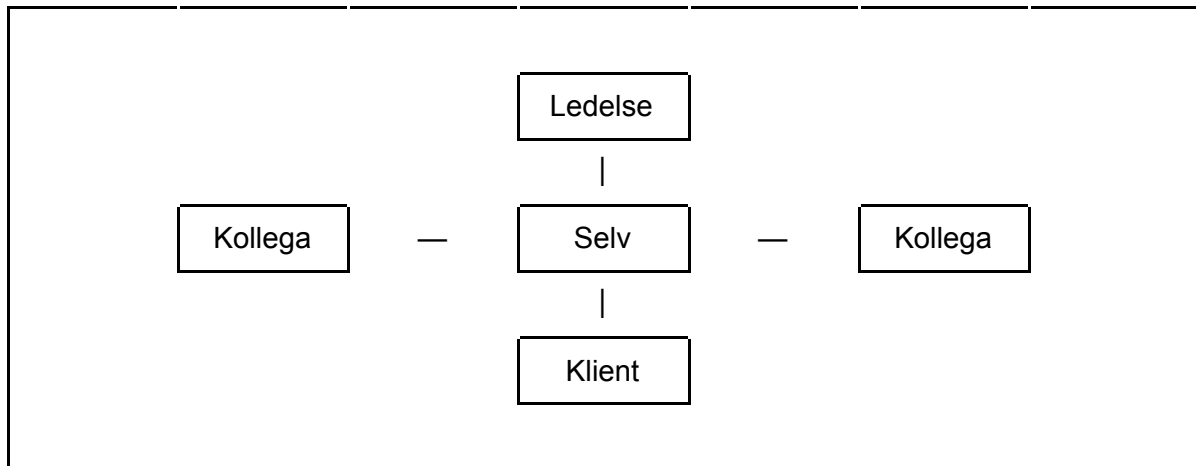 Ledelse
|
Kollega — Selv — Kollega
|
Klient